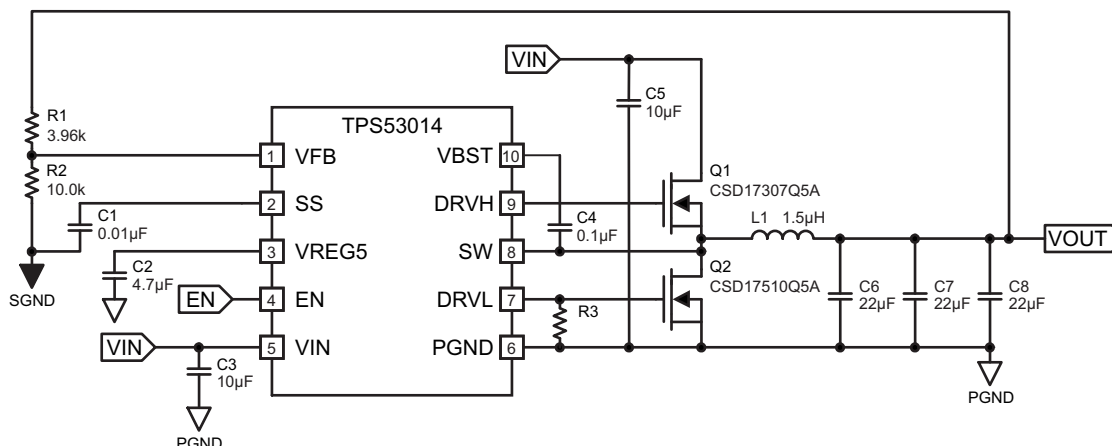 VIN
C5
10µF
R1
3.96k
TPS53014
1 VFB
VBST 10
R2
10.0k
Q1
CSD17307Q5A
2 SS
DRVH 9
C1
0.01µF
C4
0.1µF
L1 1.5µH
VOUT
3 VREG5
SW 8
C2
4.7µF
Q2
CSD17510Q5A
SGND
EN
4 EN
DRVL 7
R3
C6
22µF
C7
22µF
C8
22µF
VIN
5 VIN
PGND 6
C3
10µF
PGND
PGND